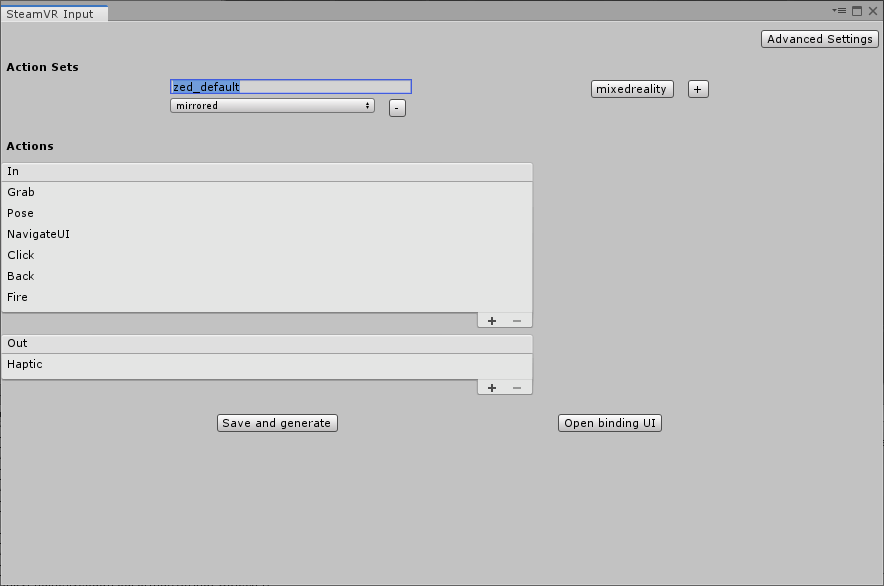 SteamVR Input
Advanced Settings
Action Sets
zed_default
mixedreality +
mirrored -
Actions
In
Grab
Pose
NavigateUI
Click
Back
Fire
+ −
Out
Haptic
+ −
Save and generate Open binding UI